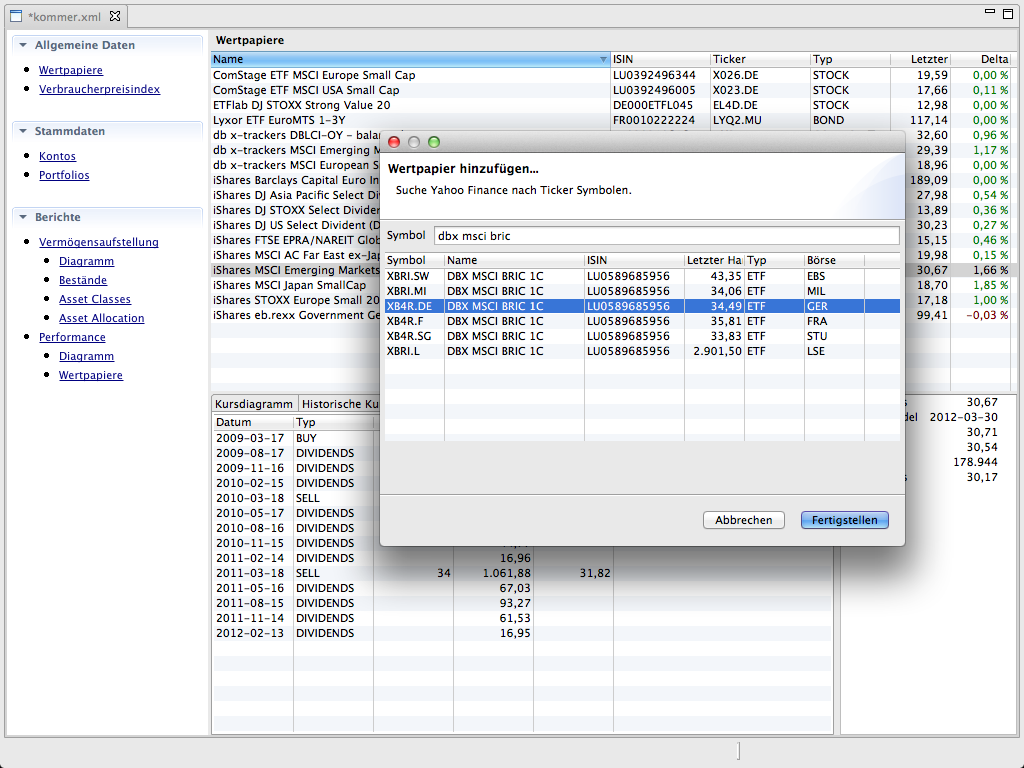 *kommer.xml
Allgemeine Daten
Wertpapiere
Verbraucherpreisindex
Stammdaten
Kontos
Portfolios
Berichte
Vermögensaufstellung
Diagramm
Bestände
Asset Classes
Asset Allocation
Performance
Diagramm
Wertpapiere
Wertpapiere
Name ISIN Ticker Typ Letzter Delta
ComStage ETF MSCI Europe Small Cap LU0392496344 X026.DE STOCK 19,59 0,00 %
ComStage ETF MSCI USA Small Cap LU0392496005 X023.DE STOCK 17,66 0,11 %
ETFlab DJ STOXX Strong Value 20 DE000ETFL045 EL4D.DE STOCK 12,98 0,00 %
Lyxor ETF EuroMTS 1-3Y FR0010222224 LYQ2.MU BOND 117,14 0,00 %
db x-trackers DBLCI-OY - 32,60 0,96 %
db x-trackers MSCI Emerging 29,39 1,17 %
db x-trackers MSCI European 18,96 0,00 %
iShares Barclays Capital Euro 189,09 0,00 %
iShares DJ Asia Pacific Select 27,98 0,54 %
iShares DJ STOXX Select 13,89 0,36 %
iShares DJ US Select Dividend 30,23 0,27 %
iShares FTSE EPRA/NAREIT 15,15 0,46 %
iShares MSCI AC Far East 19,98 0,15 %
iShares MSCI Emerging Markets 30,67 1,66 %
iShares MSCI Japan SmallCap 18,70 1,85 %
iShares STOXX Europe Small 20 17,18 1,00 %
iShares eb.rexx Government 99,41 -0,03 %
Wertpapier hinzufügen...
Suche Yahoo Finance nach Ticker Symbolen.
Symbol dbx msci bric
Symbol Name ISIN Letzter Ha Typ Börse
XBRI.SW DBX MSCI BRIC 1C LU0589685956 43,35 ETF EBS
XBRI.MI DBX MSCI BRIC 1C LU0589685956 34,06 ETF MIL
XB4R.DE DBX MSCI BRIC 1C LU0589685956 34,49 ETF GER
XB4R.F DBX MSCI BRIC 1C LU0589685956 35,81 ETF FRA
XB4R.SG DBX MSCI BRIC 1C LU0589685956 33,83 ETF STU
XBRI.L DBX MSCI BRIC 1C LU0589685956 2.901,50 ETF LSE
Abbrechen Fertigstellen
Kursdiagramm Historische
Datum Typ
2009-03-17 BUY
2009-08-17 DIVIDENDS
2009-11-16 DIVIDENDS
2010-02-15 DIVIDENDS
2010-03-18 SELL
2010-05-17 DIVIDENDS
2010-08-16 DIVIDENDS
2010-11-15 DIVIDENDS
2011-02-14 DIVIDENDS 16,96
2011-03-18 SELL 34 1.061,88 31,82
2011-05-16 DIVIDENDS 67,03
2011-08-15 DIVIDENDS 93,27
2011-11-14 DIVIDENDS 61,53
2012-02-13 DIVIDENDS 16,95
30,67
2012-03-30
30,71
30,54
178.944
30,17